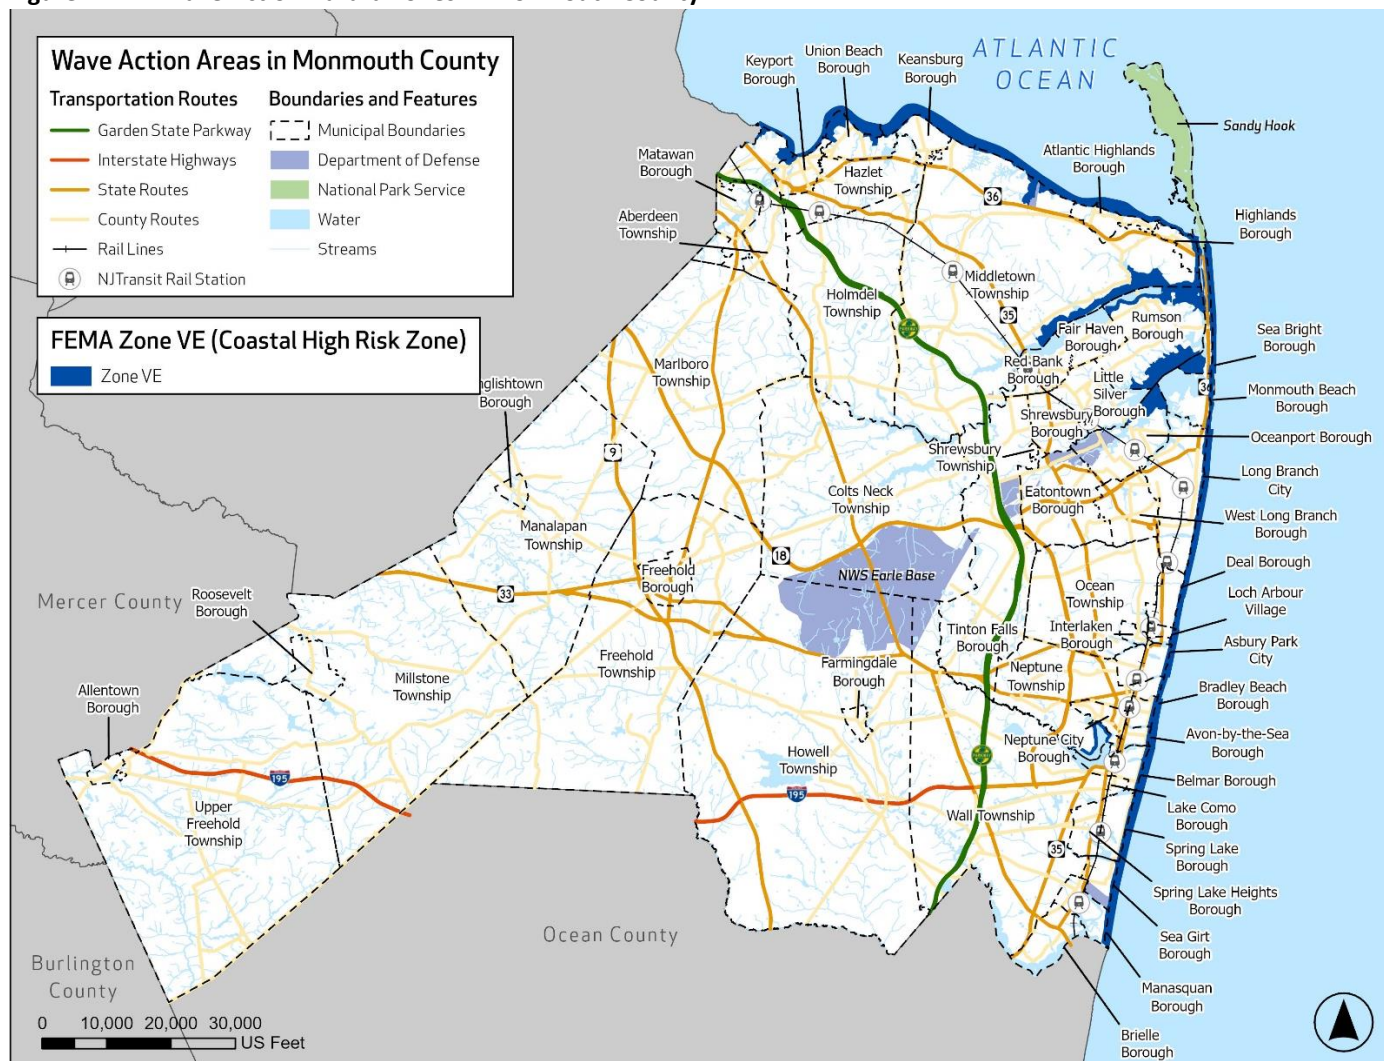 Wave Action Areas in Monmouth County
Transportation Routes
Garden State Parkway
Interstate Highways
State Routes
County Routes
Rail Lines
NJTransit Rail Station
Boundaries and Features
Municipal Boundaries
Department of Defense
National Park Service
Water
Streams
FEMA Zone VE (Coastal High Risk Zone)
Zone VE
ATLANTIC
OCEAN
Keyport
Borough
Union Beach
Borough
Keansburg
Borough
Sandy Hook
Atlantic Highlands
Borough
Highlands
Borough
Matawan
Borough
Aberdeen
Township
Hazlet
Township
36
Middletown
Township
Holmdel
Township
35
Fair Haven
Borough
Rumson
Borough
Sea Bright
Borough
Red Bank
Borough
Little
Silver
Borough
36
Monmouth Beach
Borough
Marlboro
Township
nglishtown
Borough
Shrewsbury
Borough
Oceanport Borough
Shrewsbury
Township
9
Long Branch
City
Colts Neck
Township
Eatontown
Borough
West Long Branch
Borough
Manalapan
Township
18
NWS Earle Base
Deal Borough
Freehold
Borough
Ocean
Township
Loch Arbour
Village
Mercer County
Roosevelt
Borough
33
Tinton Falls
Borough
Interlaken
Borough
Asbury Park
City
Freehold
Township
Farmingdale
Borough
Neptune
Township
Millstone
Township
Allentown
Borough
Bradley Beach
Borough
Neptune City
Borough
Avon-by-the-Sea
Borough
Howell
Township
195
195
Belmar Borough
Upper
Freehold
Township
Wall Township
Lake Como
Borough
35
Spring Lake
Borough
Spring Lake Heights
Borough
Sea Girt
Borough
Ocean County
Burlington
County
Manasquan
Borough
Brielle
Borough
0 10,000 20,000 30,000
US Feet